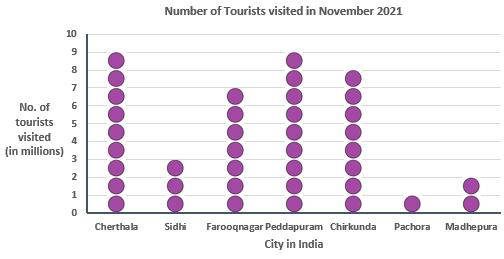 Number of Tourists visited in November 2021
10
9
8
7
6
5
4
3
2
1
0
No. of
tourists
visited
(in millions)
Cherthala Sidhi Farooqnagar Peddapuram Chirkunda Pachora Madhepura
City in India